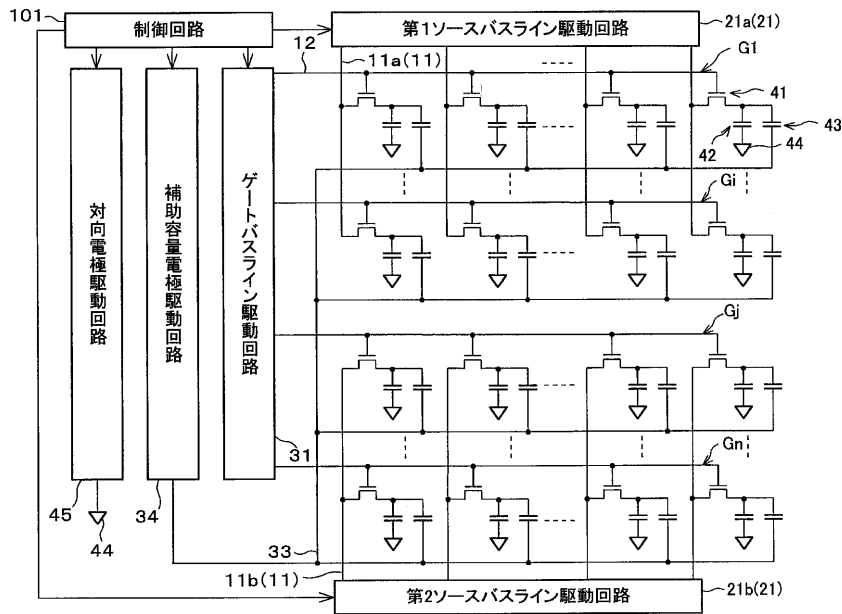 101
制御回路
第1ソースバスライン駆動回路
21a(21)
12
11a(11)
G1
41
42
44
43
Gi
対向電極駆動回路
補助容量電極駆動回路
ゲートバスライン駆動回路
Gj
Gn
31
45
34
44
33
11b(11)
第2ソースバスライン駆動回路
21b(21)